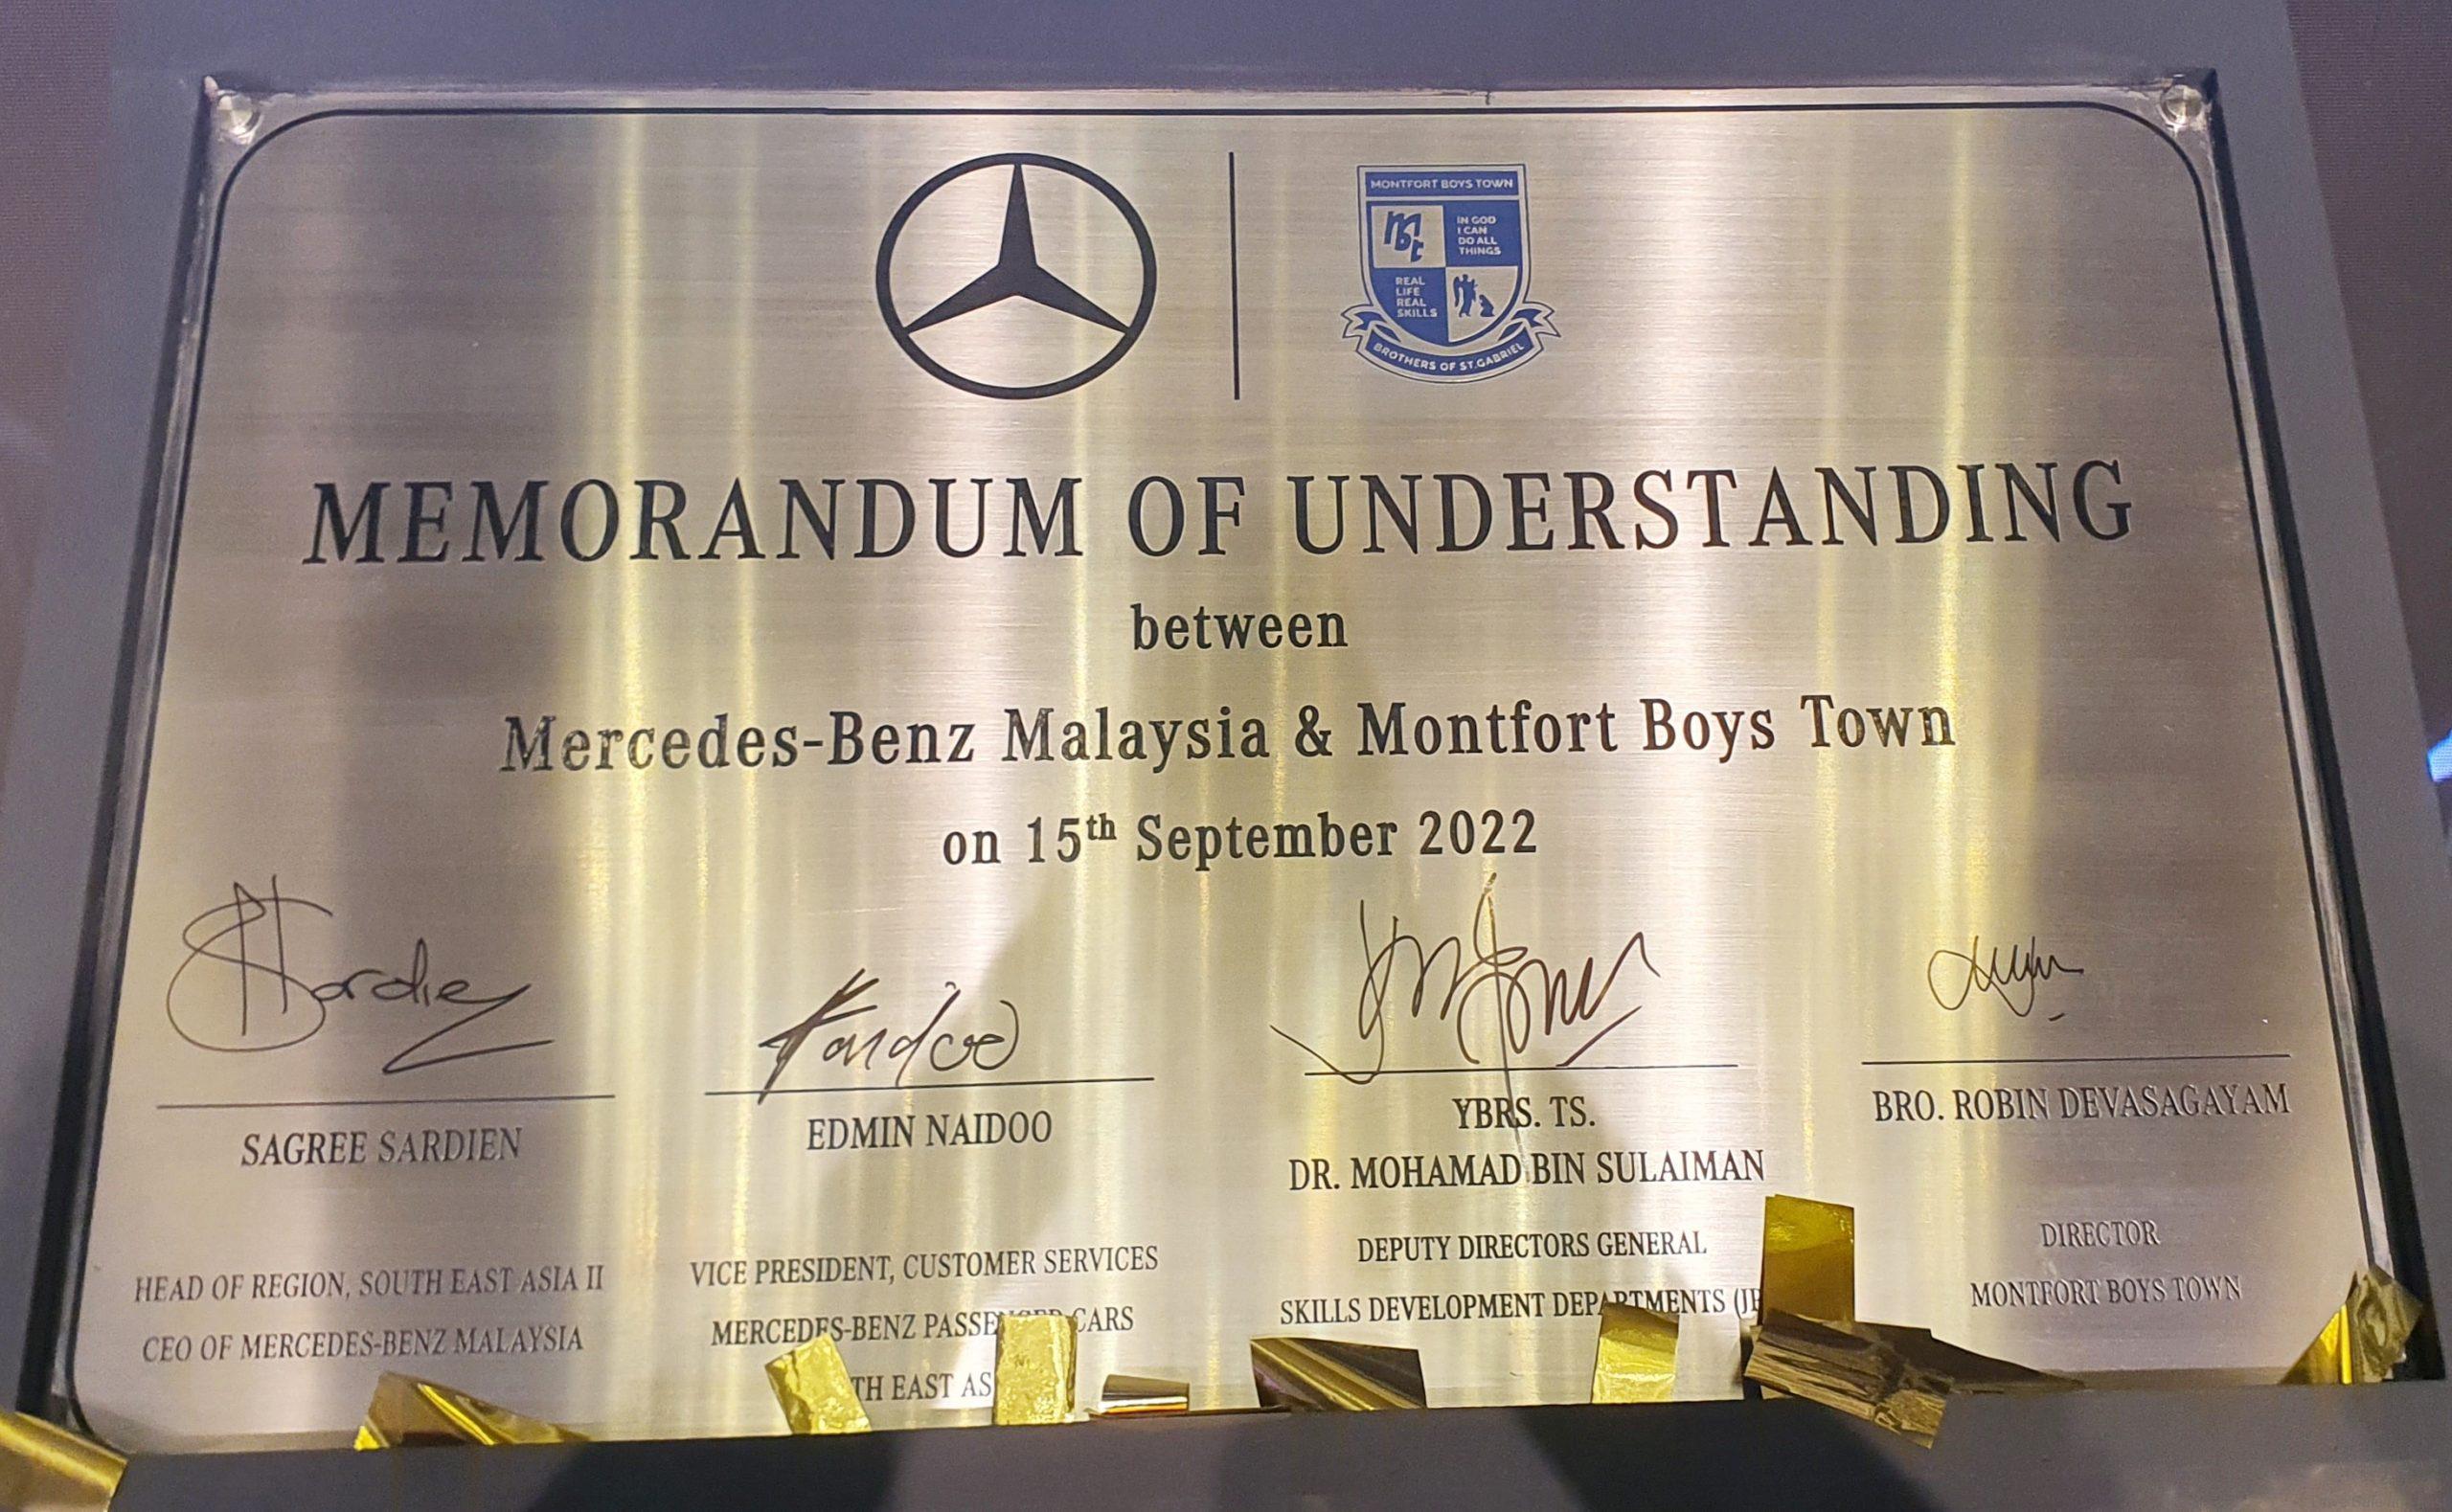 MONTFORT BOYS TOWN
mbt
IN GOD
I CAN
DO ALL
THINGS
REAL
LIFE
REAL
SKILLS
BROTHERS OF ST.GABRIEL
MEMORANDUM OF UNDERSTANDING
between
Mercedes-Benz Malaysia & Montfort Boys Town
on 15th September 2022
SSardien
SAGREE SARDIEN
HEAD OF REGION, SOUTH EAST ASIA II
CEO OF MERCEDES-BENZ MALAYSIA
EDMIN NAIDOO
VICE PRESIDENT, CUSTOMER SERVICES
MERCEDES-BENZ PASSENGER CARS
EAST
YBRS. TS.
DR. MOHAMAD BIN SULAIMAN
DEPUTY DIRECTORS GENERAL
SKILLS DEVELOPMENT DEPARTMENTS
BRO. ROBIN DEVASAGAYAM
DIRECTOR
MONTFORT BOYS TOWN